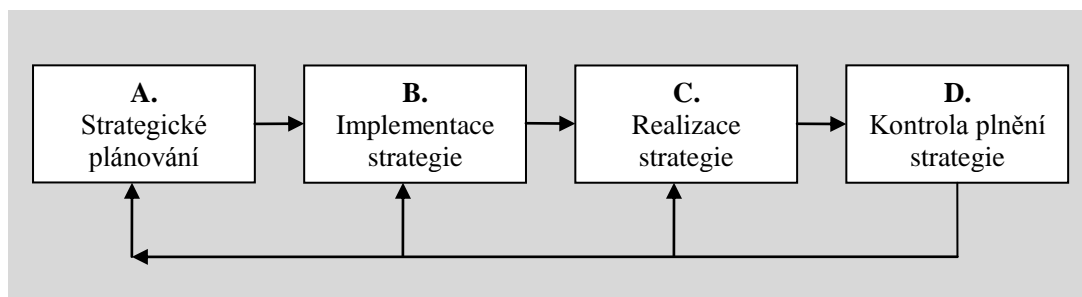 A.
Strategické
plánování
B.
Implementace
strategie
C.
Realizace
strategie
D.
Kontrola plnění
strategie